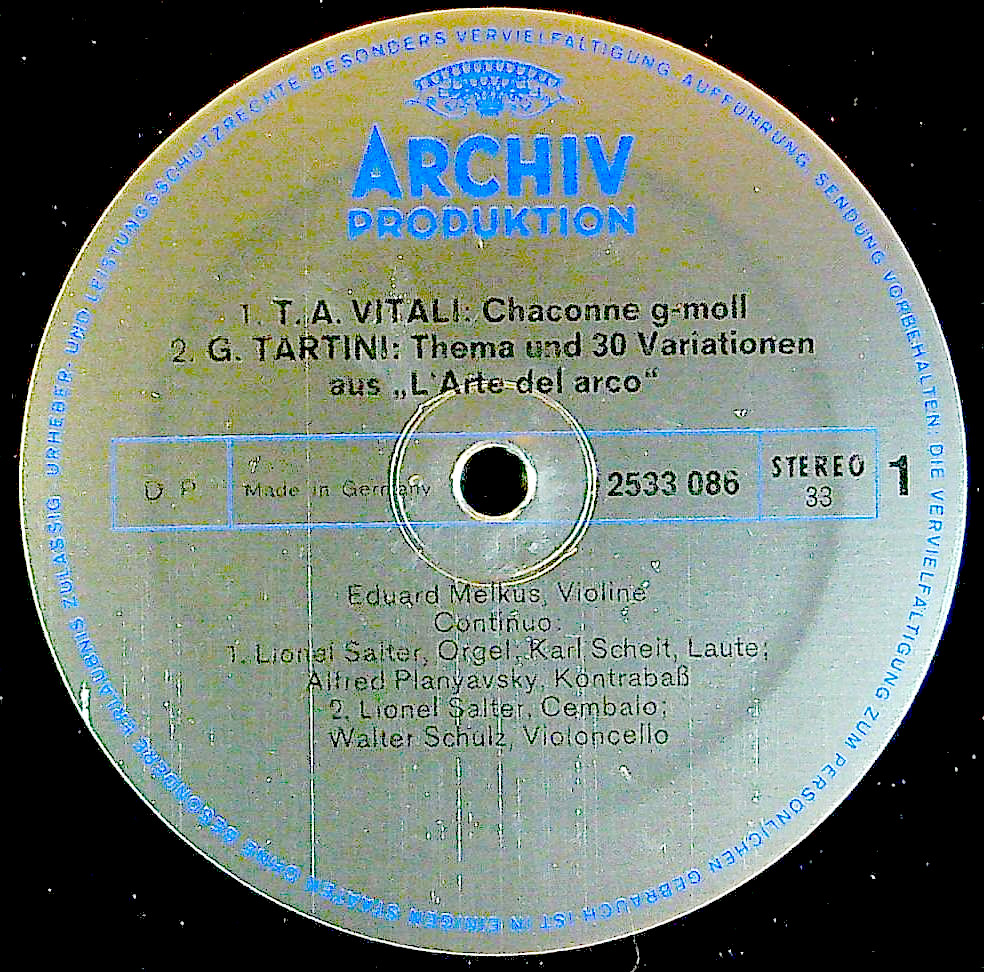 URHEBER- UND LEISTUNGSSCHUTZRECHTE, BESONDERS VERVIELFÄLTIGUNG, AUFFÜHRUNG, SENDUNG VORBEHALTEN. DIE VERVIELFÄLTIGUNG ZUM PERSÖNLICHEN GEBRAUCH IST IN EINIGEN STAATEN OHNE BESONDERE ERLAUBNIS ZULÄSSIG.
ARCHIV
PRODUKTION
1. T. A. VITALI: Chaconne g-moll
2. G. TARTINI: Thema und 30 Variationen
aus „L'Arte del arco“
D P Made in Germany 2533 086 STEREO 33 1
Eduard Melkus, Violine
Continuo:
1. Lionel Salter, Orgel; Karl Scheit, Laute;
Alfred Planyavsky, Kontrabaß
2. Lionel Salter, Cembalo;
Walter Schulz, Violoncello